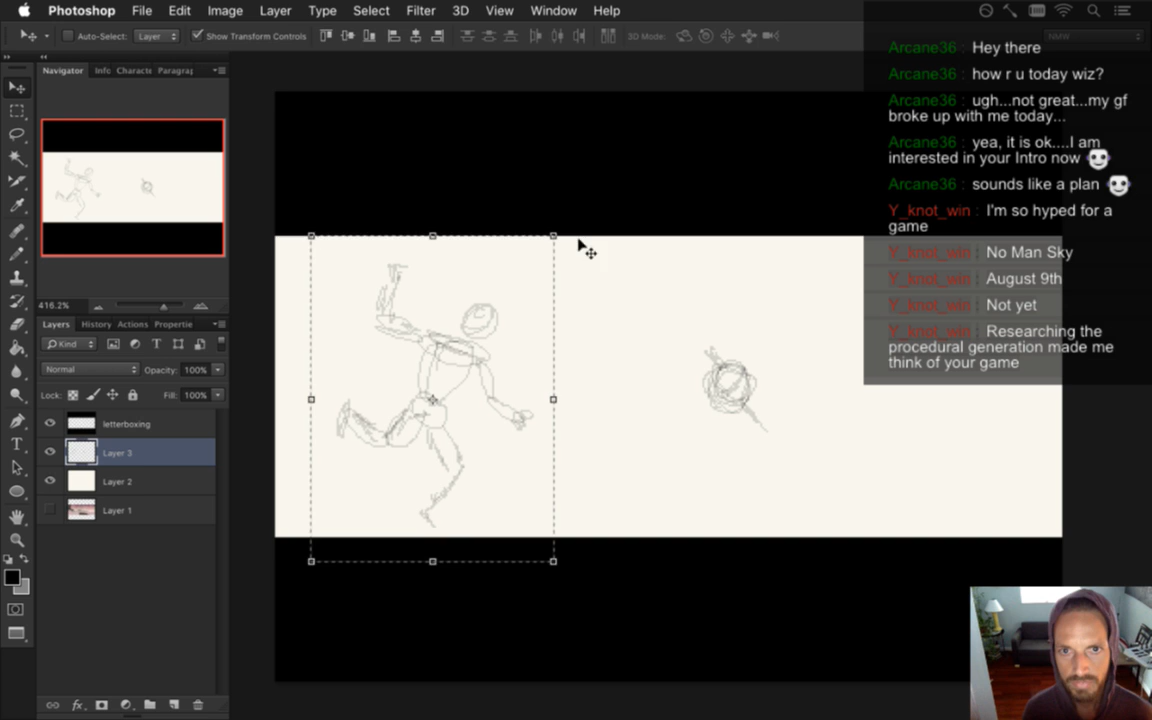 Photoshop File Edit Image Layer Type Select Filter 3D View Window Help
Auto-Select: Layer Show Transform Controls 3D Mode: NMW
Navigator Info Characte Paragrap
416.2%
Layers History Actions Propertie
Kind
Normal Opacity: 100%
Lock: Fill: 100%
letterboxing
Layer 3
Layer 2
Layer 1
Arcane36 : Hey there
Arcane36 : how r u today wiz?
Arcane36 : ugh...not great...my gf
broke up with me today...
Arcane36 : yea, it is ok....I am
interested in your Intro now
Arcane36 : sounds like a plan
Y_knot_win : I'm so hyped for a
game
Y_knot_win : No Man Sky
Y_knot_win : August 9th
Y_knot_win : Not yet
Y_knot_win : Researching the
procedural generation made me
think of your game